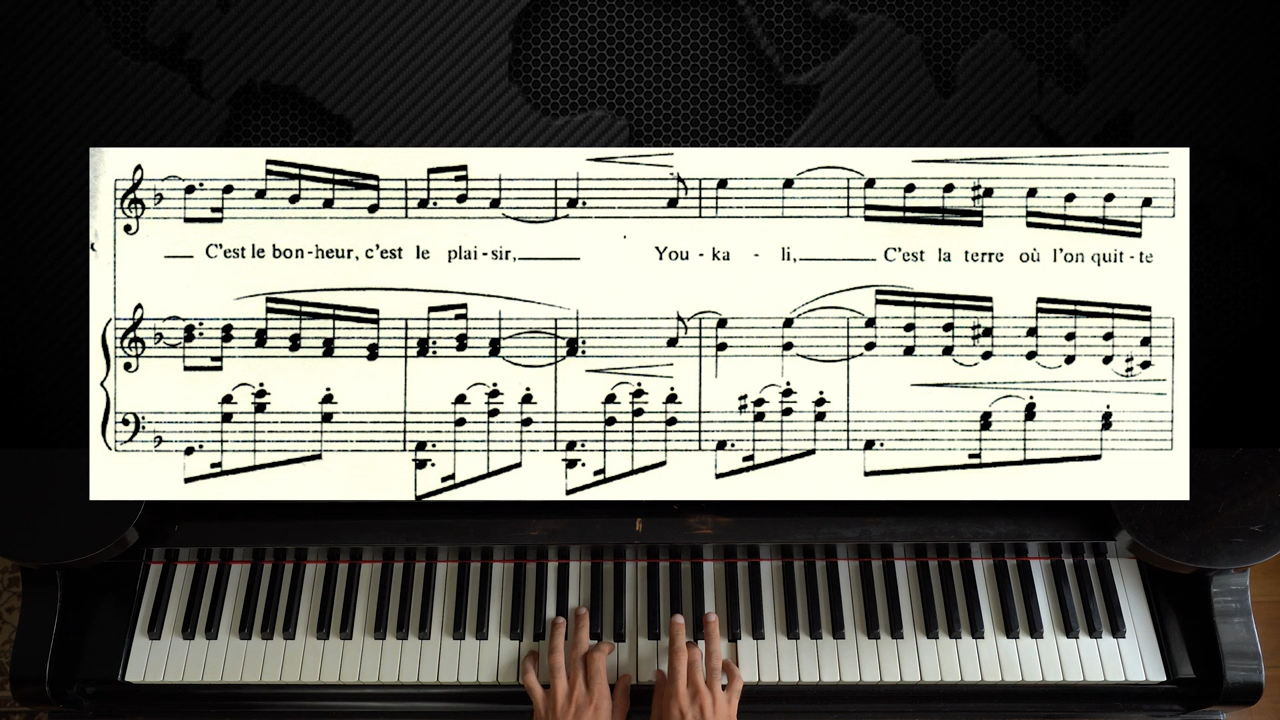 C'est le bon-heur, c'est le plai-sir, You-ka-li, C'est la terre où l'on quit-te